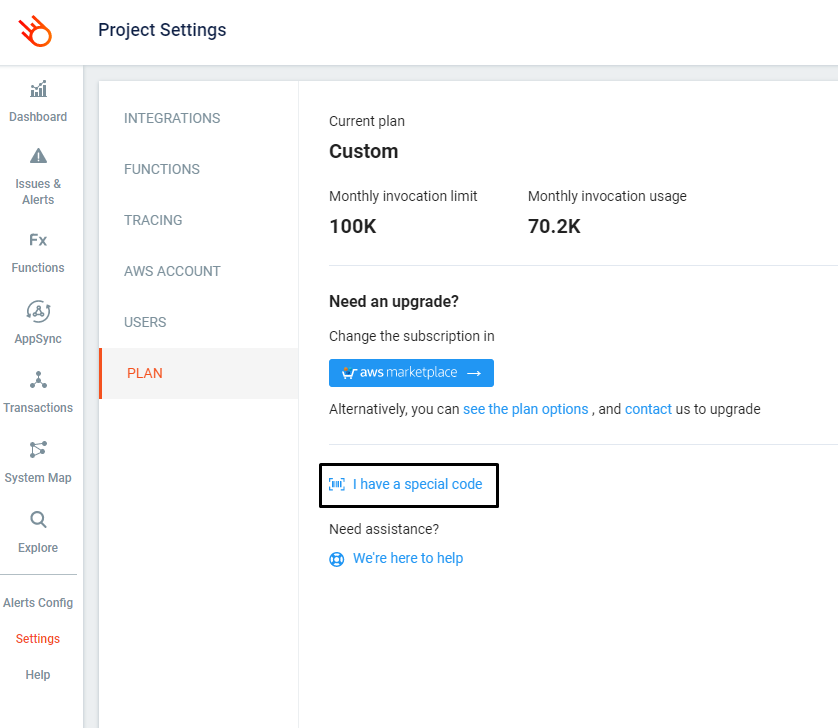 Project Settings
Dashboard
Issues &
Alerts
Fx
Functions
AppSync
Transactions
System Map
Explore
Alerts Config
Settings
Help
INTEGRATIONS
FUNCTIONS
TRACING
AWS ACCOUNT
USERS
PLAN
Current plan
Custom
Monthly invocation limit Monthly invocation usage
100K 70.2K
Need an upgrade?
Change the subscription in
aws marketplace →
Alternatively, you can see the plan options , and contact us to upgrade
I have a special code
Need assistance?
We're here to help